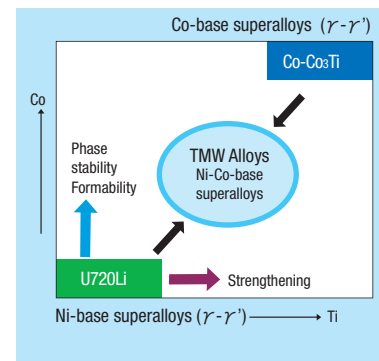 Co-base superalloys (γ-γ')
Co-Co₃Ti
Co
Phase
stability
Formability
TMW Alloys
Ni-Co-base
superalloys
U720Li
Strengthening
Ni-base superalloys (γ-γ') Ti